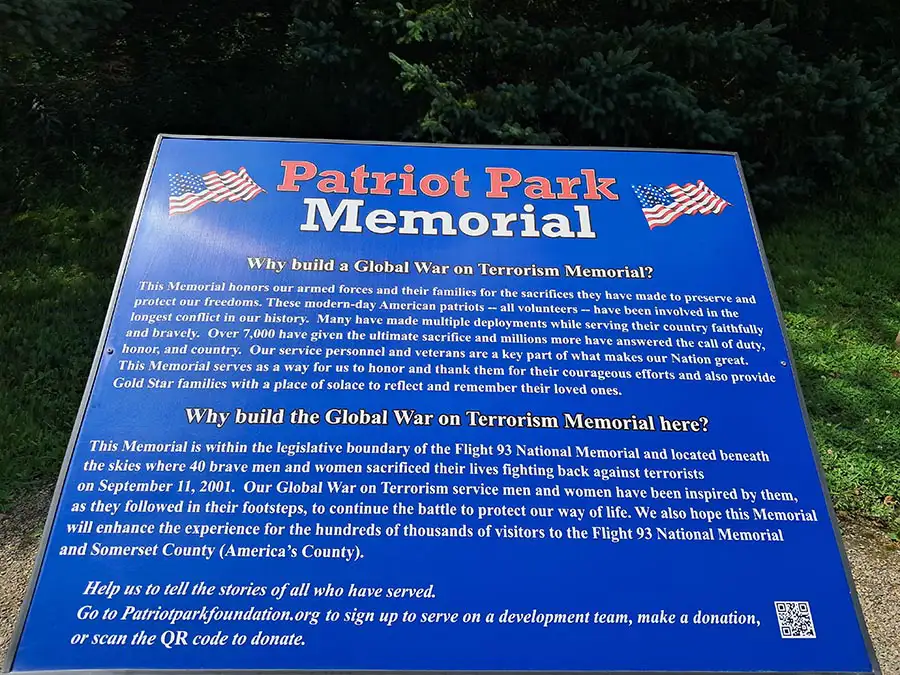 Patriot Park
Memorial
Why build a Global War on Terrorism Memorial?
This Memorial honors our armed forces and their families for the sacrifices they have made to preserve and
protect our freedoms. These modern-day American patriots -- all volunteers -- have been involved in the
longest conflict in our history. Many have made multiple deployments while serving their country faithfully
and bravely. Over 7,000 have given the ultimate sacrifice and millions more have answered the call of duty,
honor, and country. Our service personnel and veterans are a key part of what makes our Nation great.
This Memorial serves as a way for us to honor and thank them for their courageous efforts and also provide
Gold Star families with a place of solace to reflect and remember their loved ones.
Why build the Global War on Terrorism Memorial here?
This Memorial is within the legislative boundary of the Flight 93 National Memorial and located beneath
the skies where 40 brave men and women sacrificed their lives fighting back against terrorists
on September 11, 2001. Our Global War on Terrorism service men and women have been inspired by them,
as they followed in their footsteps, to continue the battle to protect our way of life. We also hope this Memorial
will enhance the experience for the hundreds of thousands of visitors to the Flight 93 National Memorial
and Somerset County (America's County).
Help us to tell the stories of all who have served.
Go to Patriotparkfoundation.org to sign up to serve on a development team, make a donation,
or scan the QR code to donate.